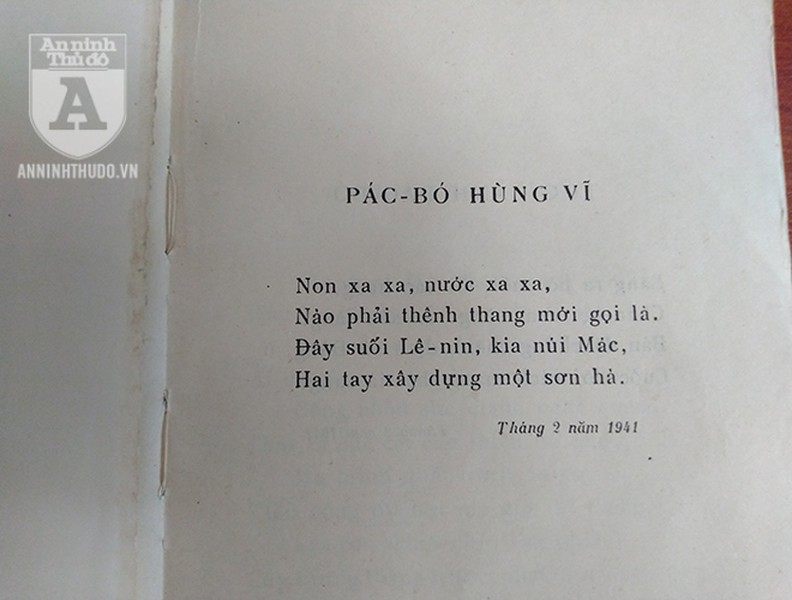 An ninh
Thủ đô
A
ANNINHTHUDO.VN
PÁC-BÓ HÙNG VĨ
Non xa xa, nước xa xa,
Nào phải thênh thang mới gọi là.
Đây suối Lê-nin, kia núi Mác,
Hai tay xây dựng một sơn hà.
Tháng 2 năm 1941